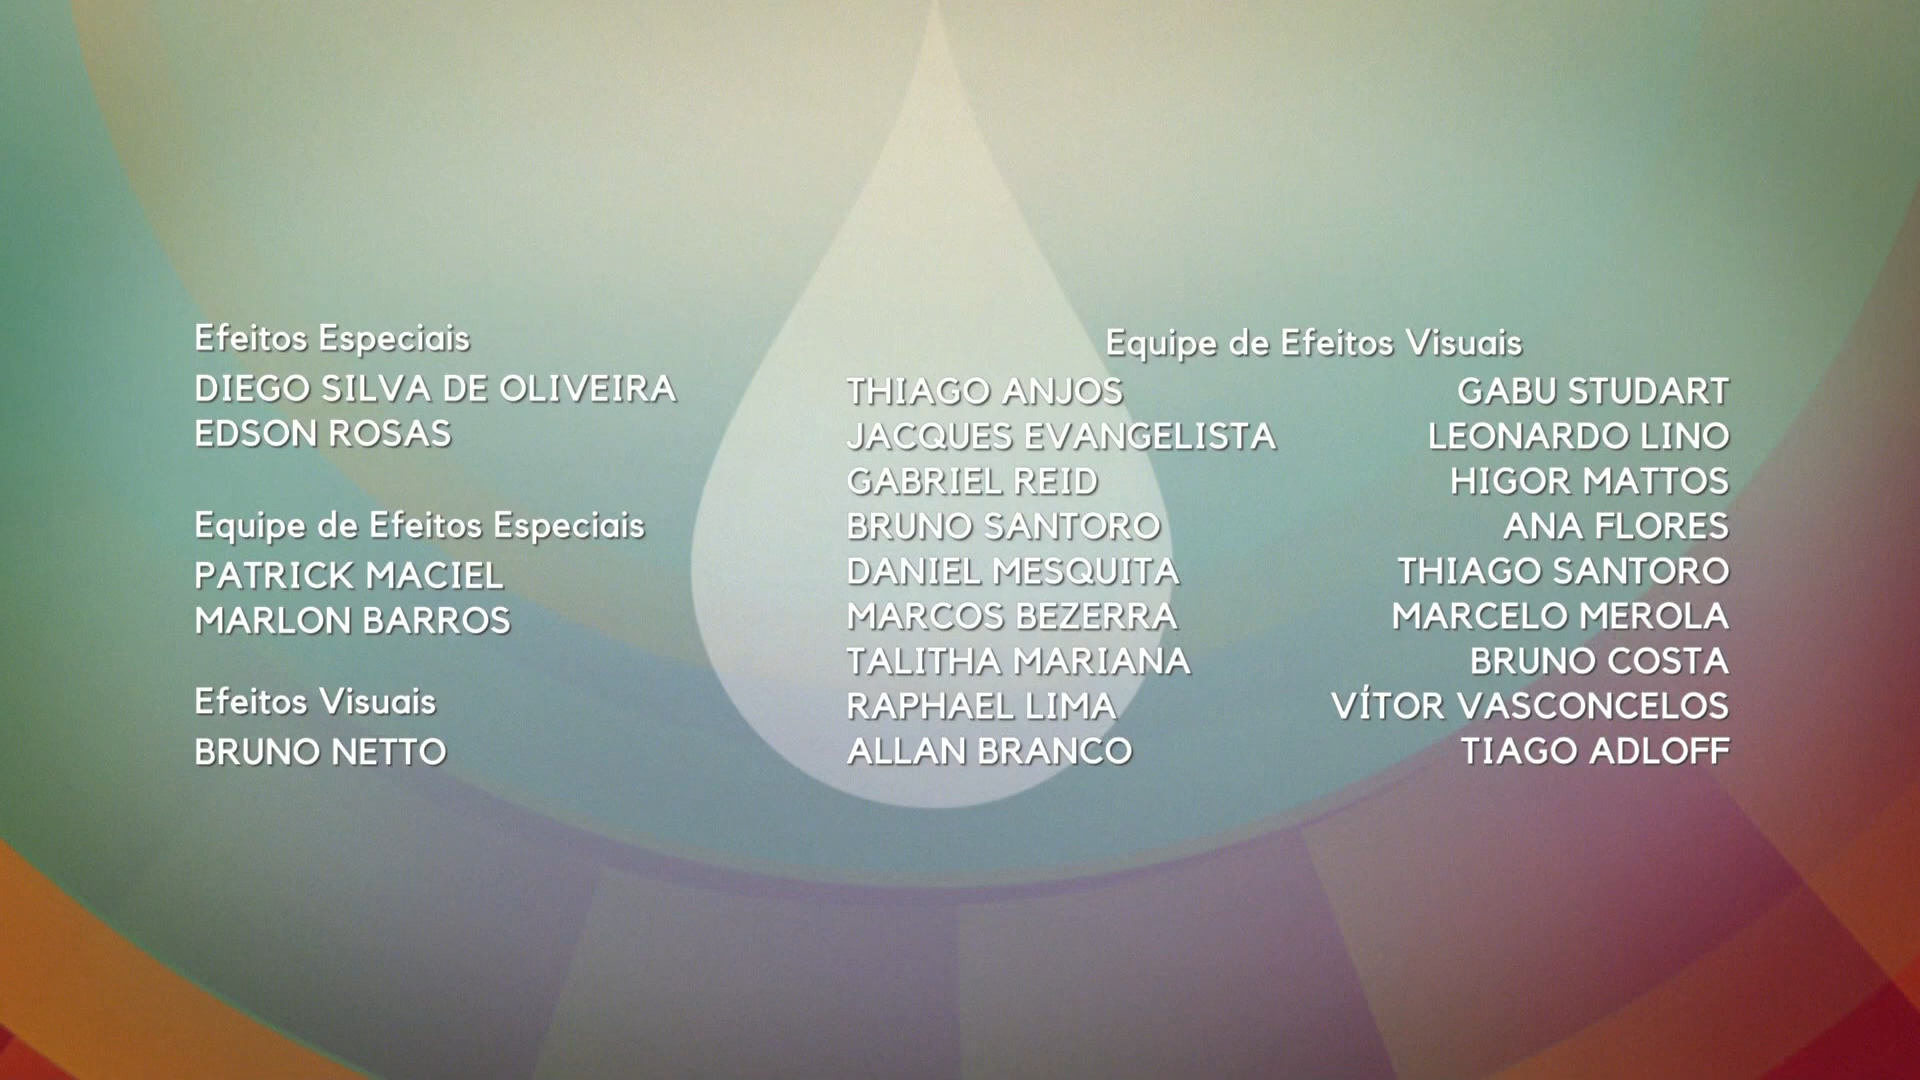 Efeitos Especiais
DIEGO SILVA DE OLIVEIRA
EDSON ROSAS
Equipe de Efeitos Especiais
PATRICK MACIEL
MARLON BARROS
Efeitos Visuais
BRUNO NETTO
Equipe de Efeitos Visuais
THIAGO ANJOS
JACQUES EVANGELISTA
GABRIEL REID
BRUNO SANTORO
DANIEL MESQUITA
MARCOS BEZERRA
TALITHA MARIANA
RAPHAEL LIMA
ALLAN BRANCO
GABU STUDART
LEONARDO LINO
HIGOR MATTOS
ANA FLORES
THIAGO SANTORO
MARCELO MEROLA
BRUNO COSTA
VÍTOR VASCONCELOS
TIAGO ADLOFF